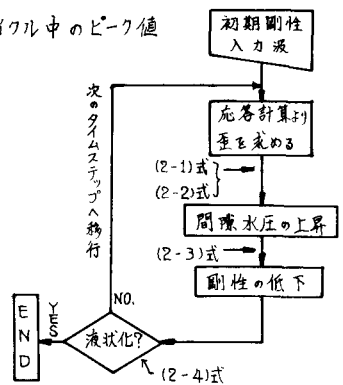 イクル中のピーク値
初期剛性
入力波
次のタイムステップへ移行
応答計算より
歪を求める
(2-1)式
(2-2)式
間隙水圧の上昇
(2-3)式
剛性の低下
NO.
YES
END
液状化?
(2-4)式